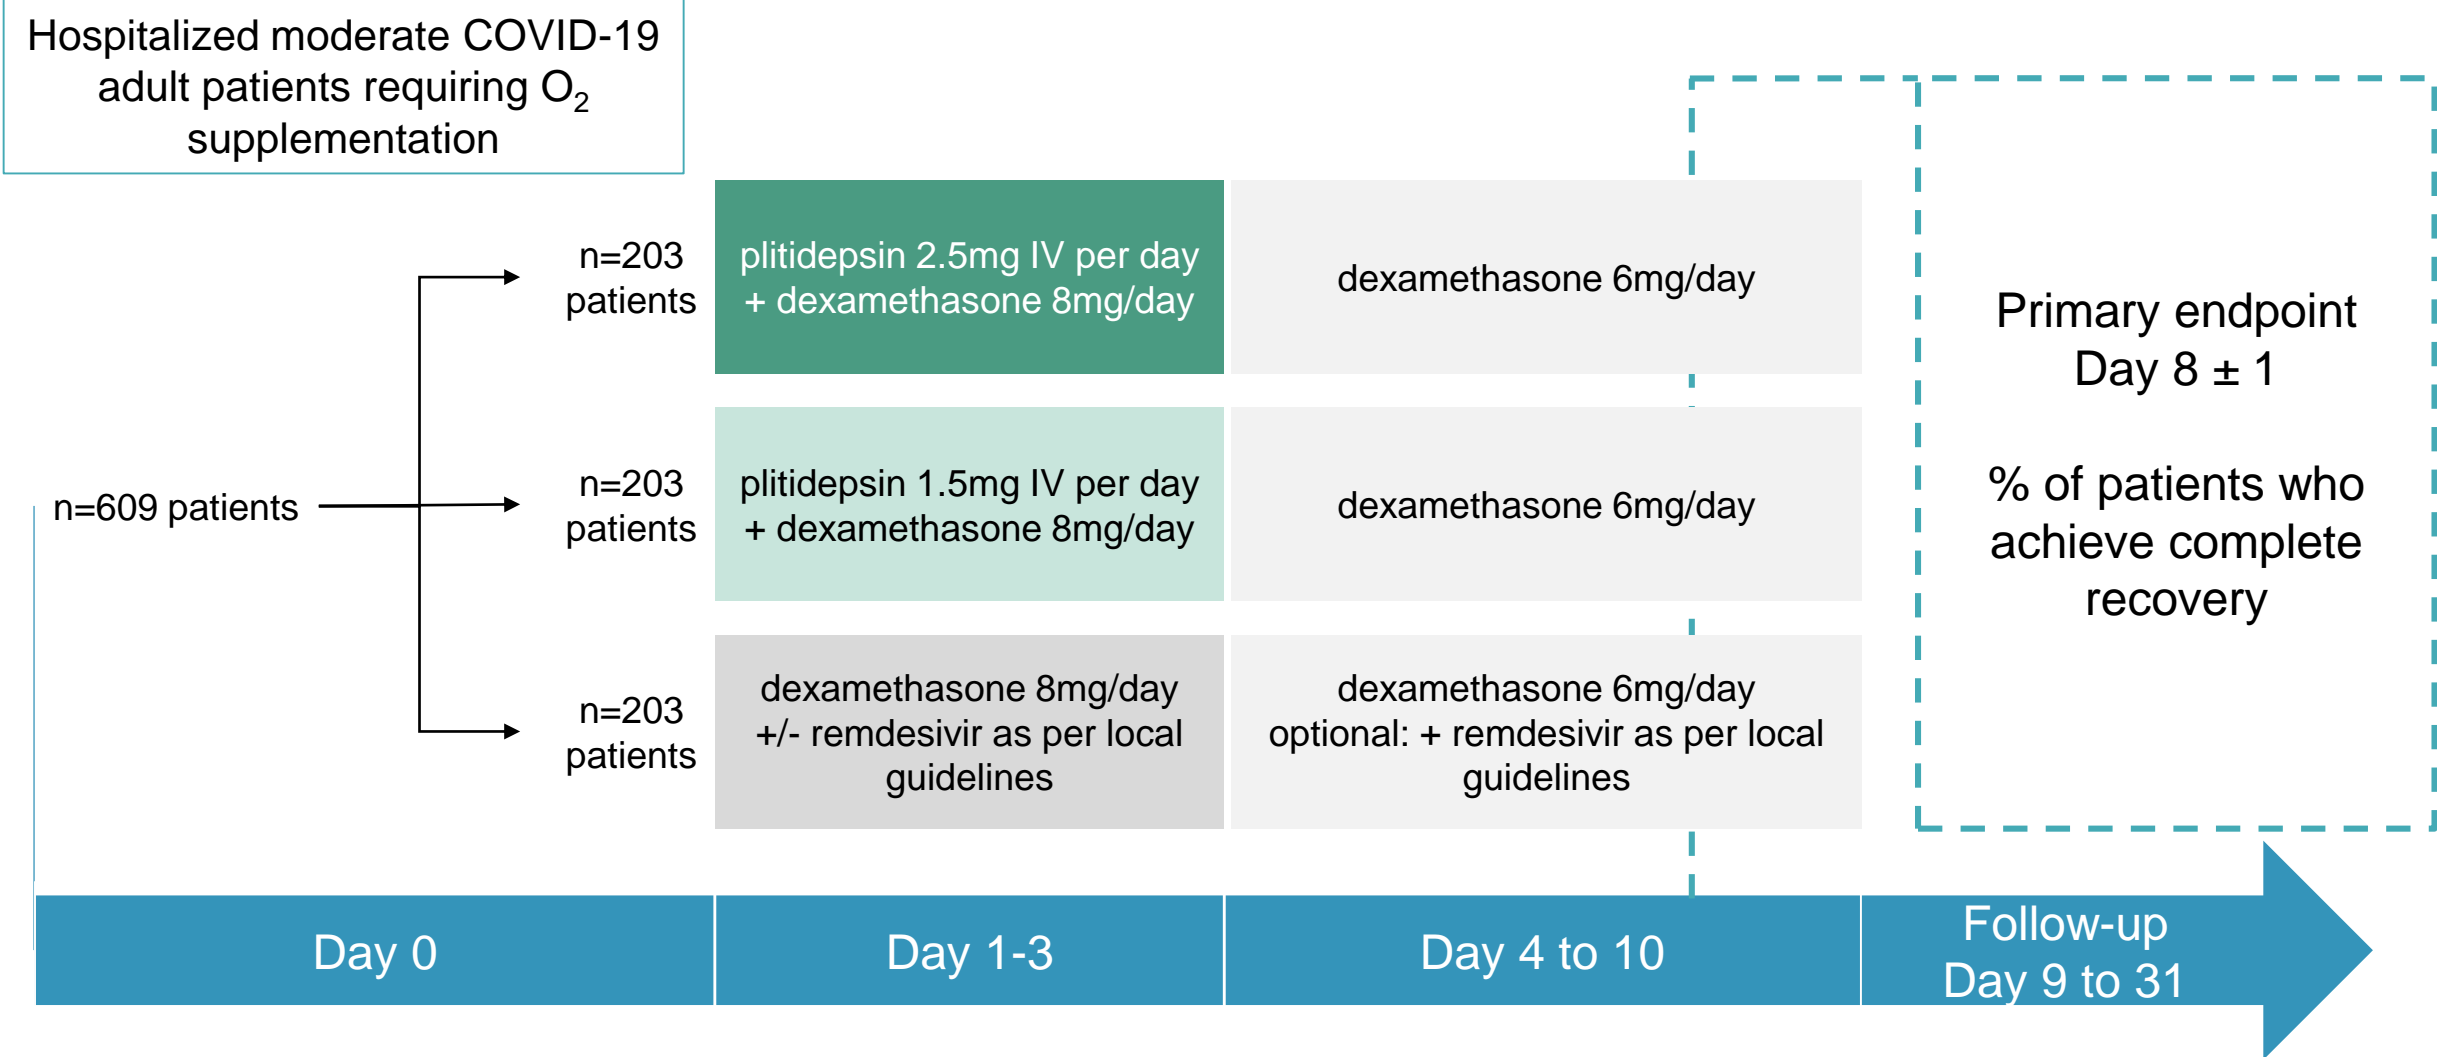 Hospitalized moderate COVID-19
adult patients requiring O₂
supplementation
n=609 patients
n=203
patients
plitidepsin 2.5mg IV per day
+ dexamethasone 8mg/day
dexamethasone 6mg/day
n=203
patients
plitidepsin 1.5mg IV per day
+ dexamethasone 8mg/day
dexamethasone 6mg/day
n=203
patients
dexamethasone 8mg/day
+/- remdesivir as per local
guidelines
dexamethasone 6mg/day
optional: + remdesivir as per local
guidelines
Primary endpoint
Day 8 ± 1
% of patients who
achieve complete
recovery
Day 0
Day 1-3
Day 4 to 10
Follow-up
Day 9 to 31